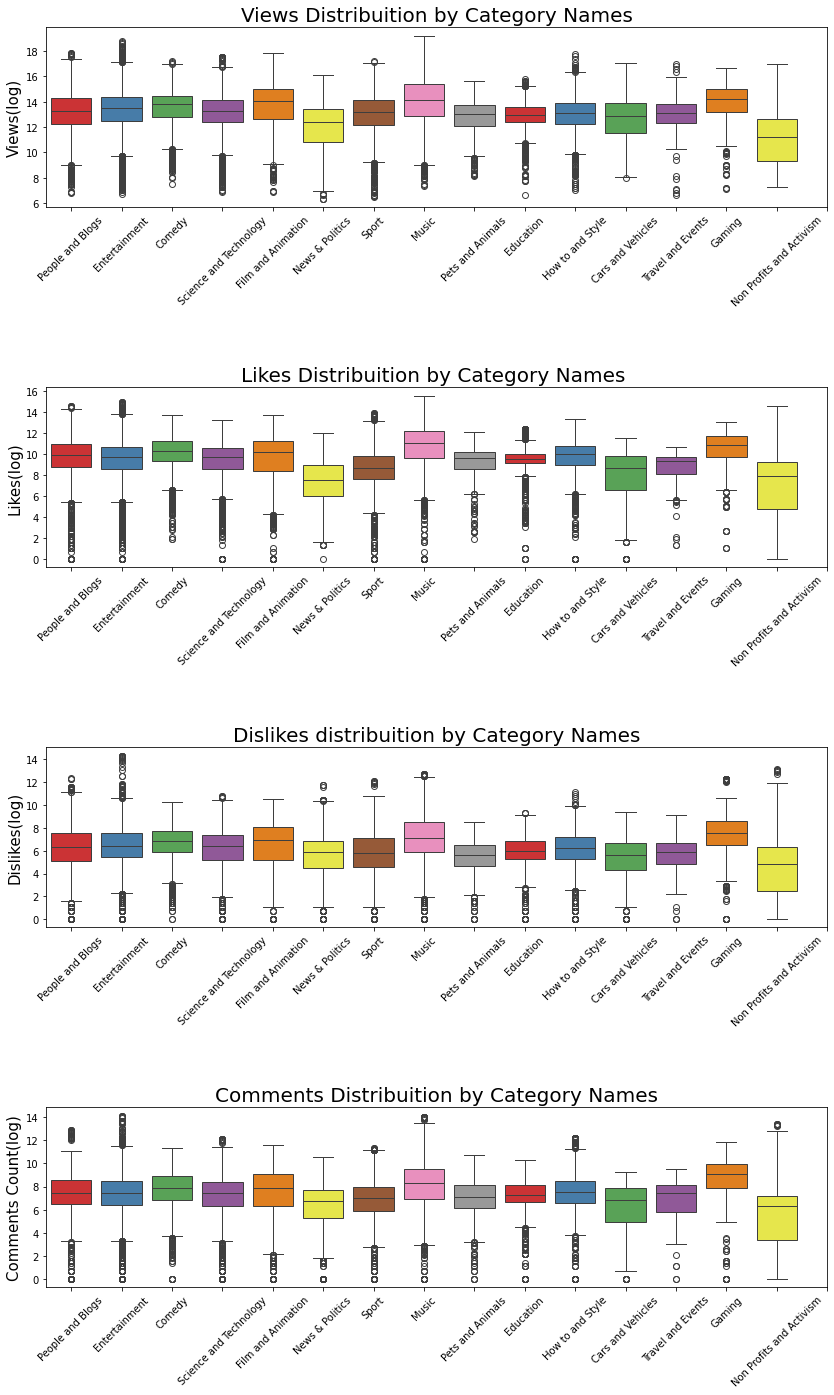 Views Distribuition by Category Names
Views(log)
18
16
14
12
10
8
6
People and Blogs
Entertainment
Comedy
Science and Technology
Film and Animation
News & Politics
Sport
Music
Pets and Animals
Education
How to and Style
Cars and Vehicles
Travel and Events
Gaming
Non Profits and Activism
Likes Distribuition by Category Names
Likes(log)
16
14
12
10
8
6
4
2
0
People and Blogs
Entertainment
Comedy
Science and Technology
Film and Animation
News & Politics
Sport
Music
Pets and Animals
Education
How to and Style
Cars and Vehicles
Travel and Events
Gaming
Non Profits and Activism
Dislikes distribuition by Category Names
Dislikes(log)
14
12
10
8
6
4
2
0
People and Blogs
Entertainment
Comedy
Science and Technology
Film and Animation
News & Politics
Sport
Music
Pets and Animals
Education
How to and Style
Cars and Vehicles
Travel and Events
Gaming
Non Profits and Activism
Comments Distribuition by Category Names
Comments Count(log)
14
12
10
8
6
4
2
0
People and Blogs
Entertainment
Comedy
Science and Technology
Film and Animation
News & Politics
Sport
Music
Pets and Animals
Education
How to and Style
Cars and Vehicles
Travel and Events
Gaming
Non Profits and Activism